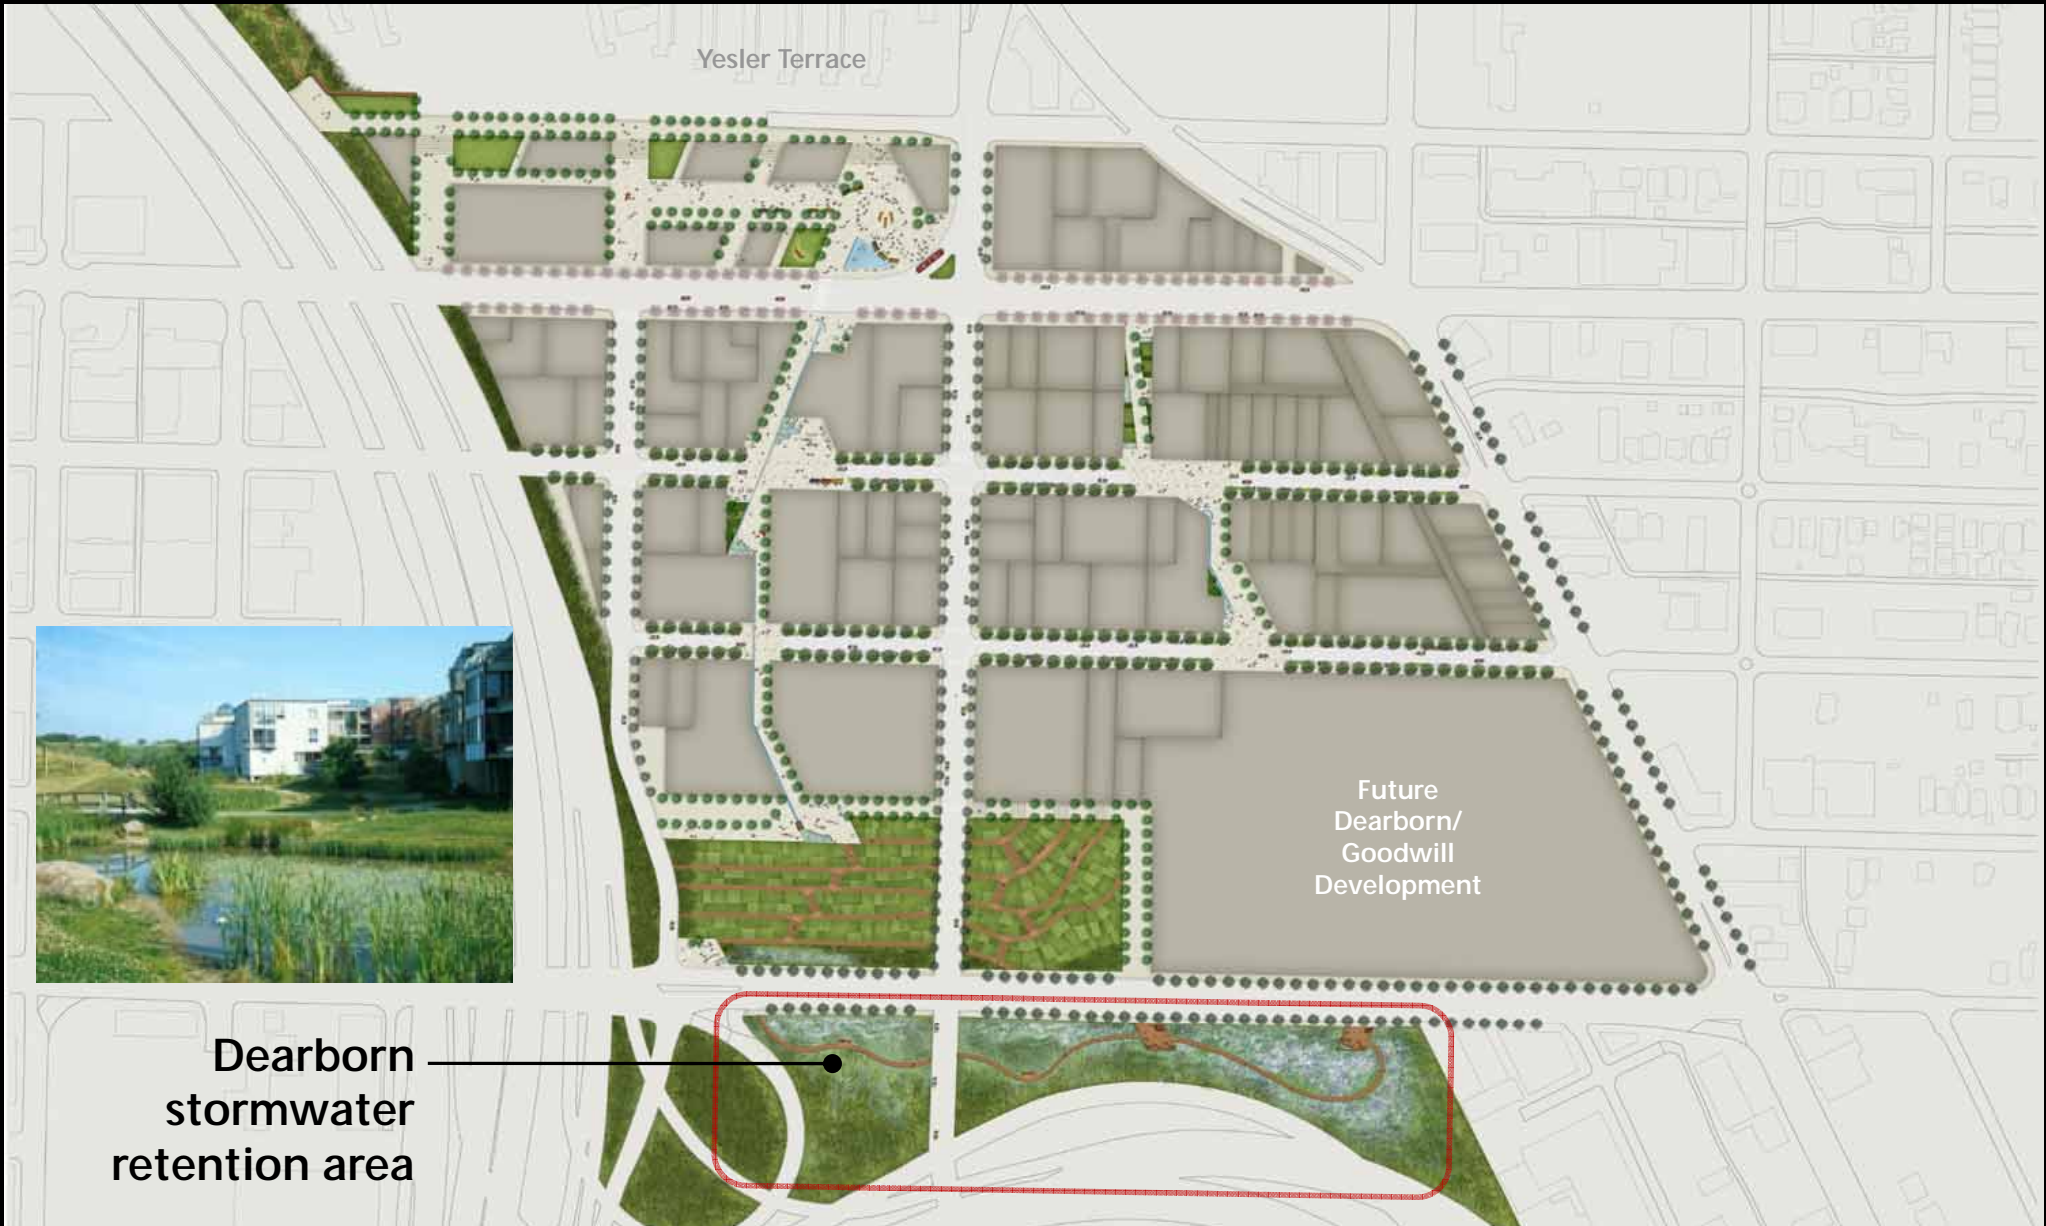 Yesler Terrace
Future
Dearborn/
Goodwill
Development
Dearborn
stormwater
retention area